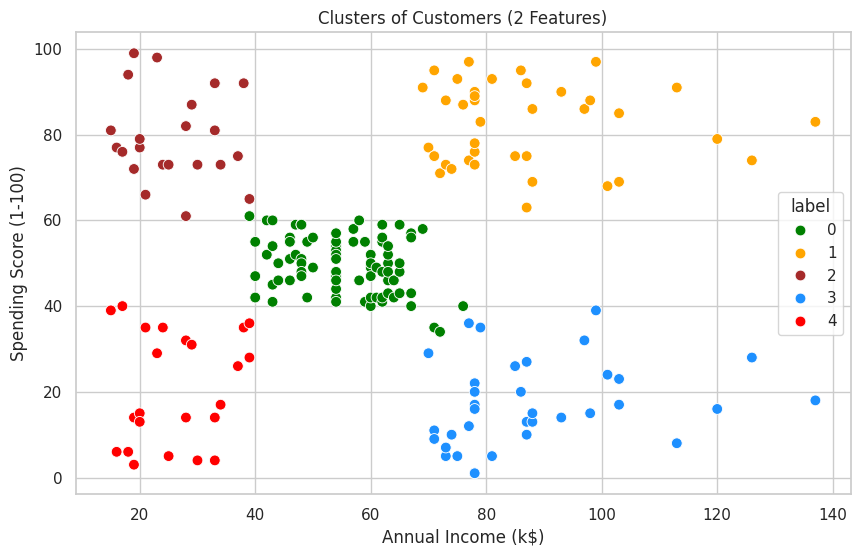 Clusters of Customers (2 Features)
100
80
60
40
20
0
Spending Score (1-100)
20 40 60 80 100 120 140
Annual Income (k$)
label
0
1
2
3
4